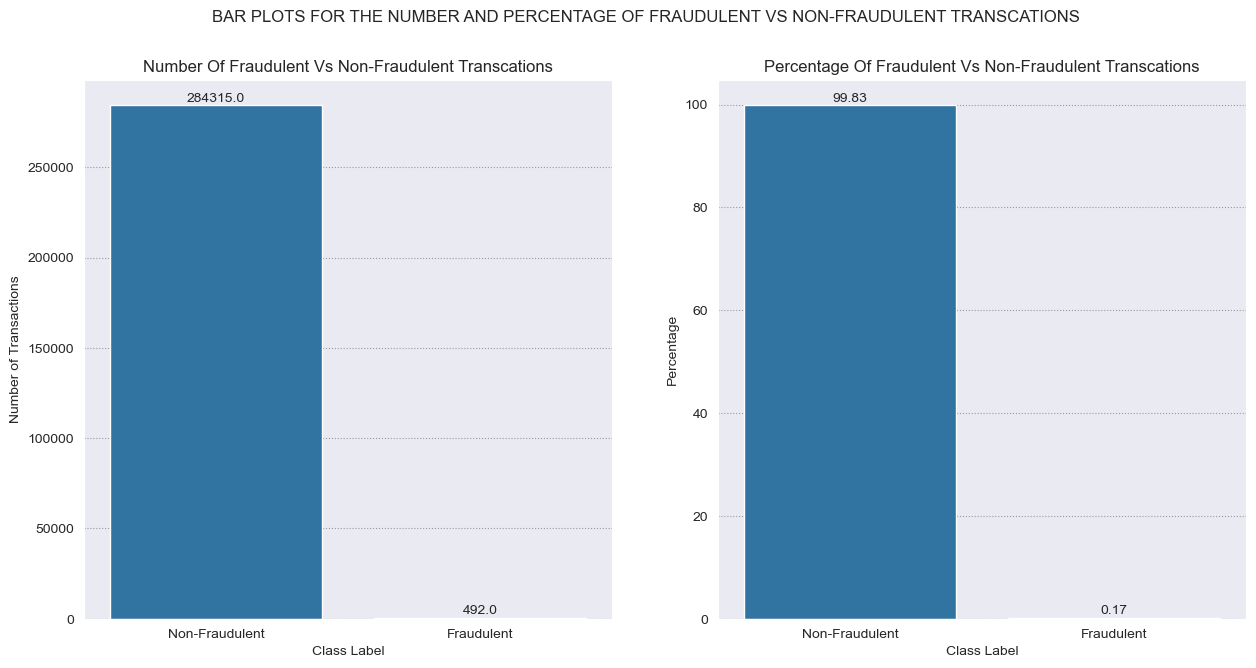 BAR PLOTS FOR THE NUMBER AND PERCENTAGE OF FRAUDULENT VS NON-FRAUDULENT TRANSCATIONS
Number Of Fraudulent Vs Non-Fraudulent Transcations
284315.0
250000
200000
150000
100000
50000
0
Number of Transactions
492.0
Non-Fraudulent
Fraudulent
Class Label
Percentage Of Fraudulent Vs Non-Fraudulent Transcations
99.83
100
80
60
40
20
0
Percentage
0.17
Non-Fraudulent
Fraudulent
Class Label